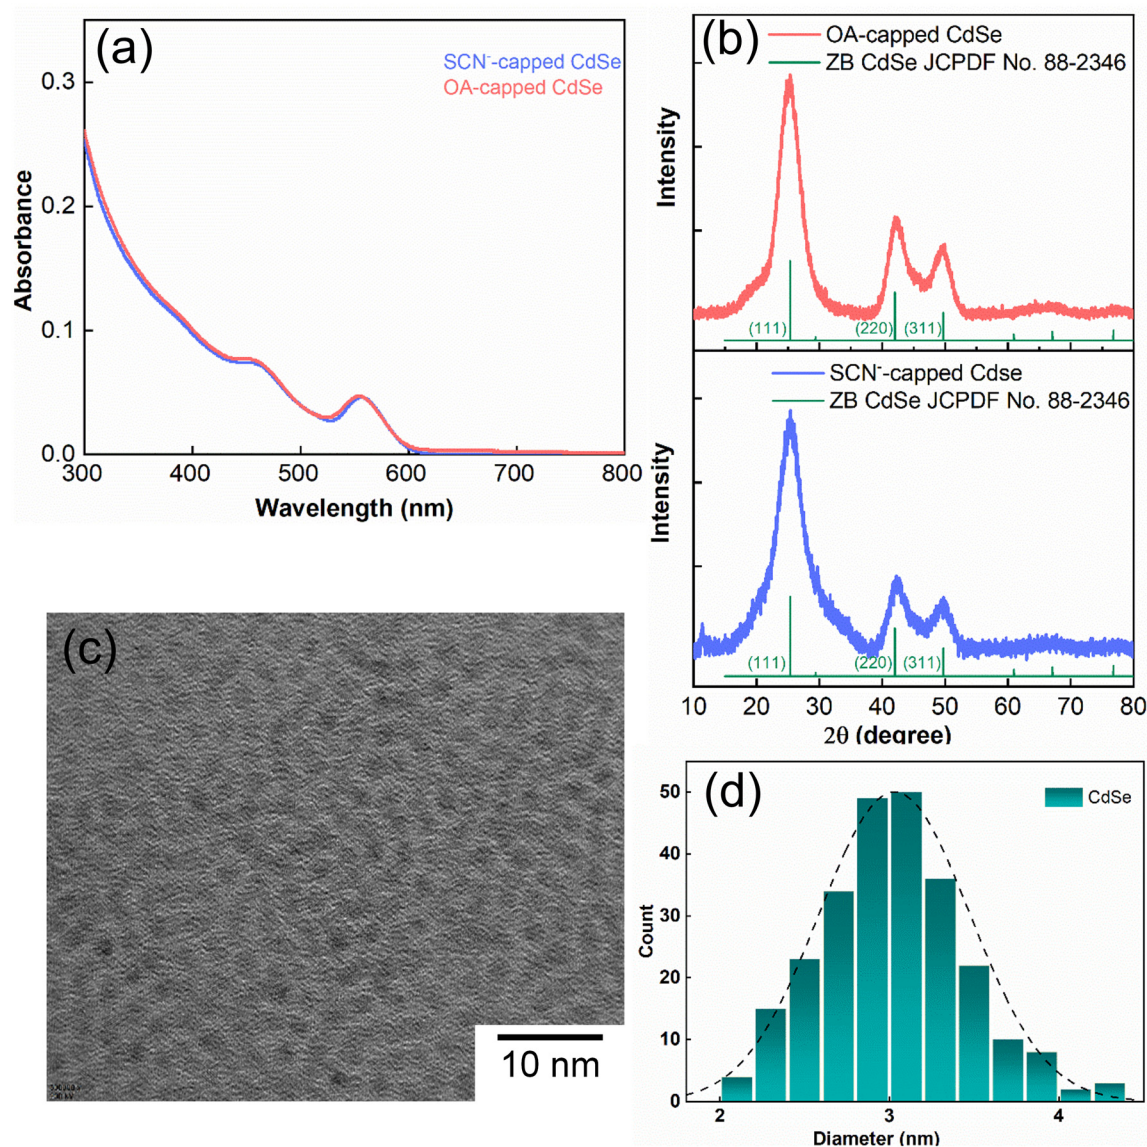 (a)
SCN⁻-capped CdSe
OA-capped CdSe
0.3
0.2
0.1
0.0
Absorbance
300 400 500 600 700 800
Wavelength (nm)
(b)
OA-capped CdSe
ZB CdSe JCPDF No. 88-2346
Intensity
(111) (220) (311)
SCN⁻-capped Cdse
ZB CdSe JCPDF No. 88-2346
Intensity
(111) (220) (311)
10 20 30 40 50 60 70 80
2θ (degree)
(c)
10 nm
(d)
CdSe
50
40
30
20
10
0
Count
2 3 4
Diameter (nm)